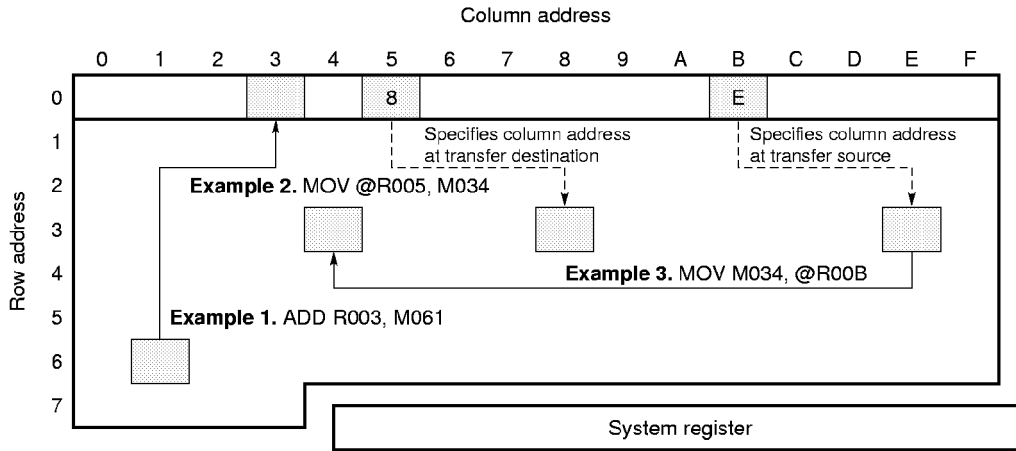 Column address
0 1 2 3 4 5 6 7 8 9 A B C D E F
Row address
0 8 E
1 Specifies column address Specifies column address
at transfer destination at transfer source
2 Example 2. MOV @R005, M034
3
4 Example 3. MOV M034, @R00B
5 Example 1. ADD R003, M061
6
7
System register